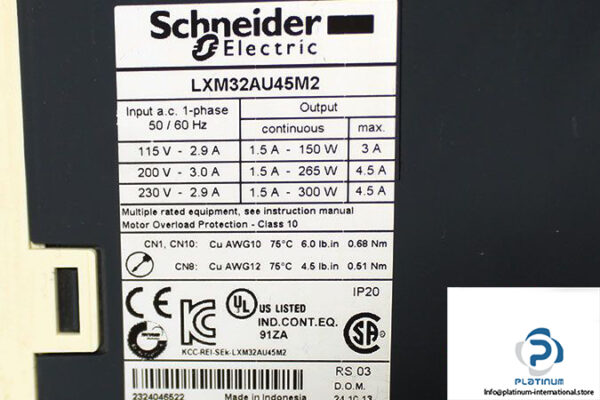 Schneider
Electric
LXM32AU45M2
Input a.c. 1-phase
50 / 60 Hz
Output
continuous
max.
115 V - 2.9 A
1.5 A - 150 W
3 A
200 V - 3.0 A
1.5 A - 265 W
4.5 A
230 V - 2.9 A
1.5 A - 300 W
4.5 A
Multiple rated equipment, see instruction manual
Motor Overload Protection - Class 10
CN1, CN10: Cu AWG10 75°C 6.0 lb.in 0.68 Nm
CN8: Cu AWG12 75°C 4.5 lb.in 0.51 Nm
CE
UL
US LISTED
IND.CONT.EQ.
91ZA
IP20
KCC-REI-SEk-LXM32AU45M2
RS 03
D.O.M.
2324046522
Made in Indonesia
24.10.13
PLATINUM
info@platinum-international.store